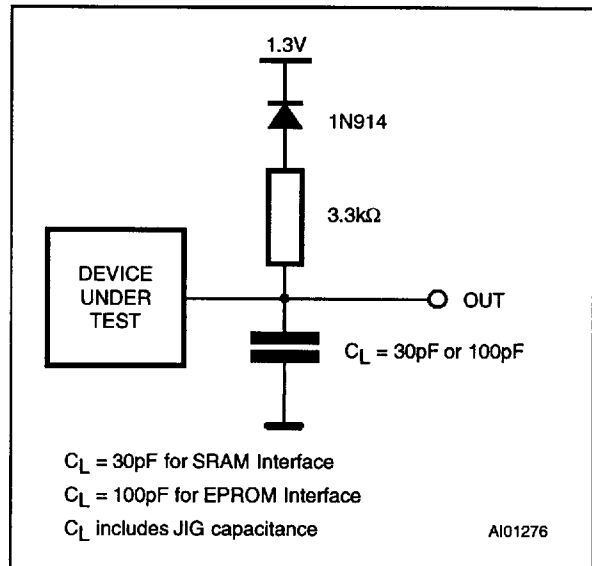 1.3V
1N914
3.3kΩ
DEVICE
UNDER
TEST
OUT
CL = 30pF or 100pF
CL = 30pF for SRAM Interface
CL = 100pF for EPROM Interface
CL includes JIG capacitance
AI01276